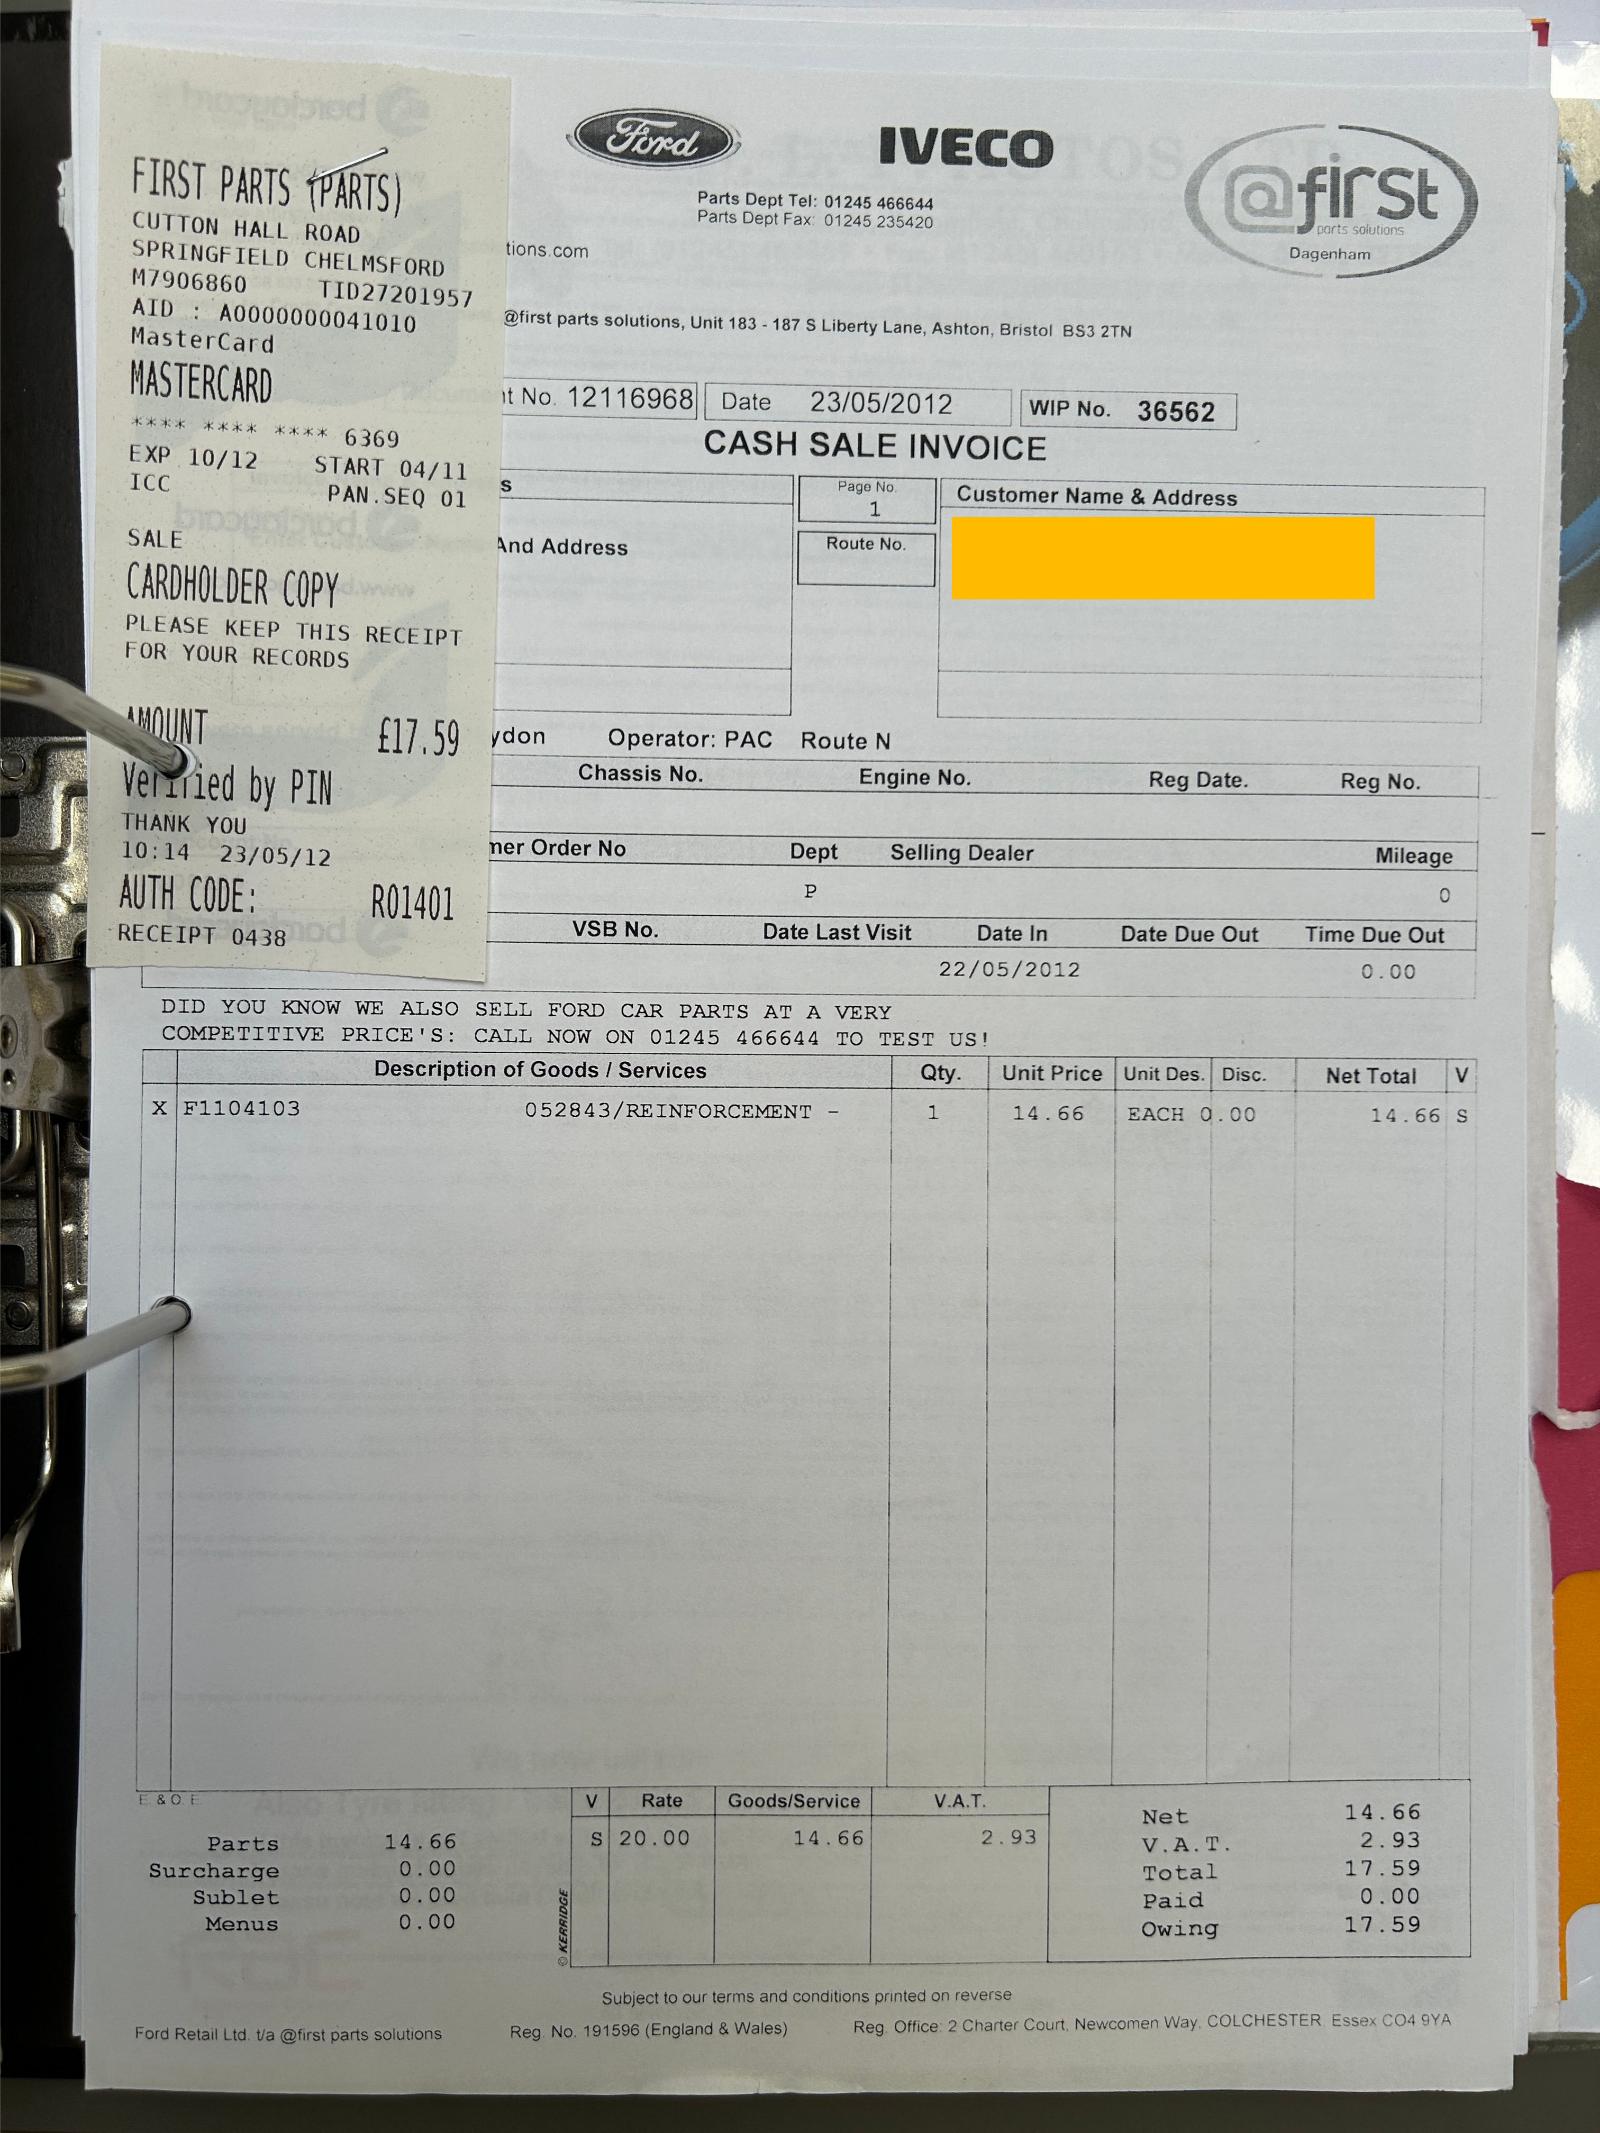 FIRST PARTS (PARTS)
CUTTON HALL ROAD
SPRINGFIELD CHELMSFORD
M7906860 TID27201957
AID : A0000000041010
MasterCard
MASTERCARD
**** **** **** 6369
EXP 10/12 START 04/11
ICC PAN.SEQ 01
SALE
CARDHOLDER COPY
PLEASE KEEP THIS RECEIPT
FOR YOUR RECORDS
AMOUNT £17.59
Verified by PIN
THANK YOU
10:14 23/05/12
AUTH CODE: R01401
RECEIPT 0438
Ford
IVECO
@first
parts solutions
Dagenham
Parts Dept Tel: 01245 466644
Parts Dept Fax: 01245 235420
tions.com
@first parts solutions, Unit 183 - 187 S Liberty Lane, Ashton, Bristol BS3 2TN
t No. 12116968 Date 23/05/2012 WIP No. 36562
CASH SALE INVOICE
s Page No. 1 Customer Name & Address
And Address Route No.
ydon Operator: PAC Route N
Chassis No. Engine No. Reg Date. Reg No.
mer Order No Dept Selling Dealer Mileage
P 0
VSB No. Date Last Visit Date In Date Due Out Time Due Out
22/05/2012 0.00
DID YOU KNOW WE ALSO SELL FORD CAR PARTS AT A VERY
COMPETITIVE PRICE'S: CALL NOW ON 01245 466644 TO TEST US!
Description of Goods / Services Qty. Unit Price Unit Des. Disc. Net Total V
X F1104103 052843/REINFORCEMENT - 1 14.66 EACH 0.00 14.66 S
E. & O. E.
V Rate Goods/Service V.A.T.
S 20.00 14.66 2.93
Parts 14.66
Surcharge 0.00
Sublet 0.00
Menus 0.00
© KERRIDGE
Net 14.66
V.A.T. 2.93
Total 17.59
Paid 0.00
Owing 17.59
Subject to our terms and conditions printed on reverse
Ford Retail Ltd. t/a @first parts solutions Reg. No. 191596 (England & Wales) Reg. Office: 2 Charter Court, Newcomen Way, COLCHESTER, Essex CO4 9YA